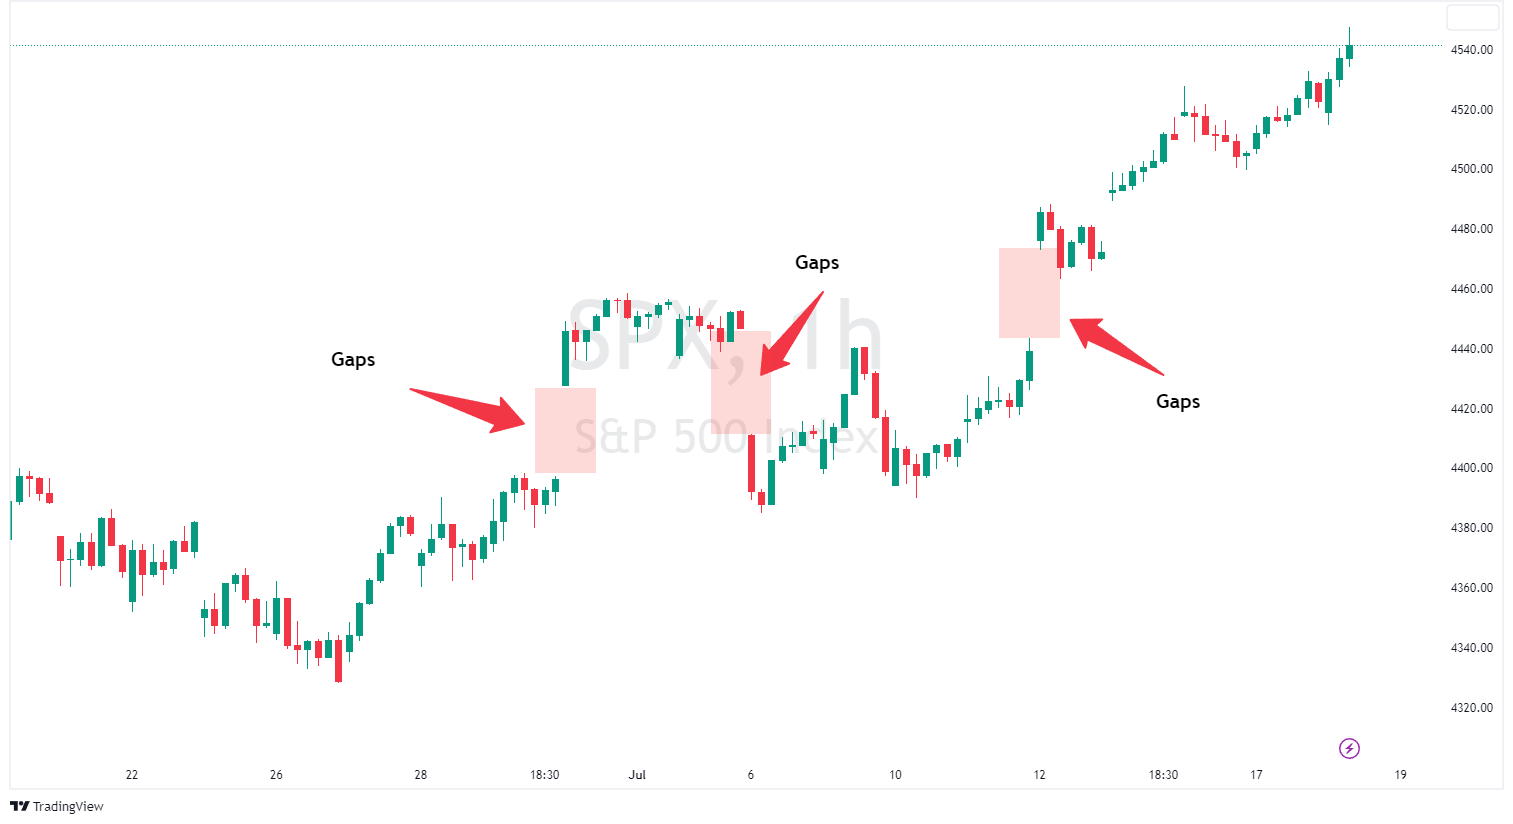 4540.00
4520.00
4500.00
4480.00
Gaps
4460.00
SPX, 1h
4440.00
Gaps
4420.00
Gaps
S&P 500 Index
4400.00
4380.00
4360.00
4340.00
4320.00
22 26 28 18:30 Jul 6 10 12 18:30 17 19
TradingView